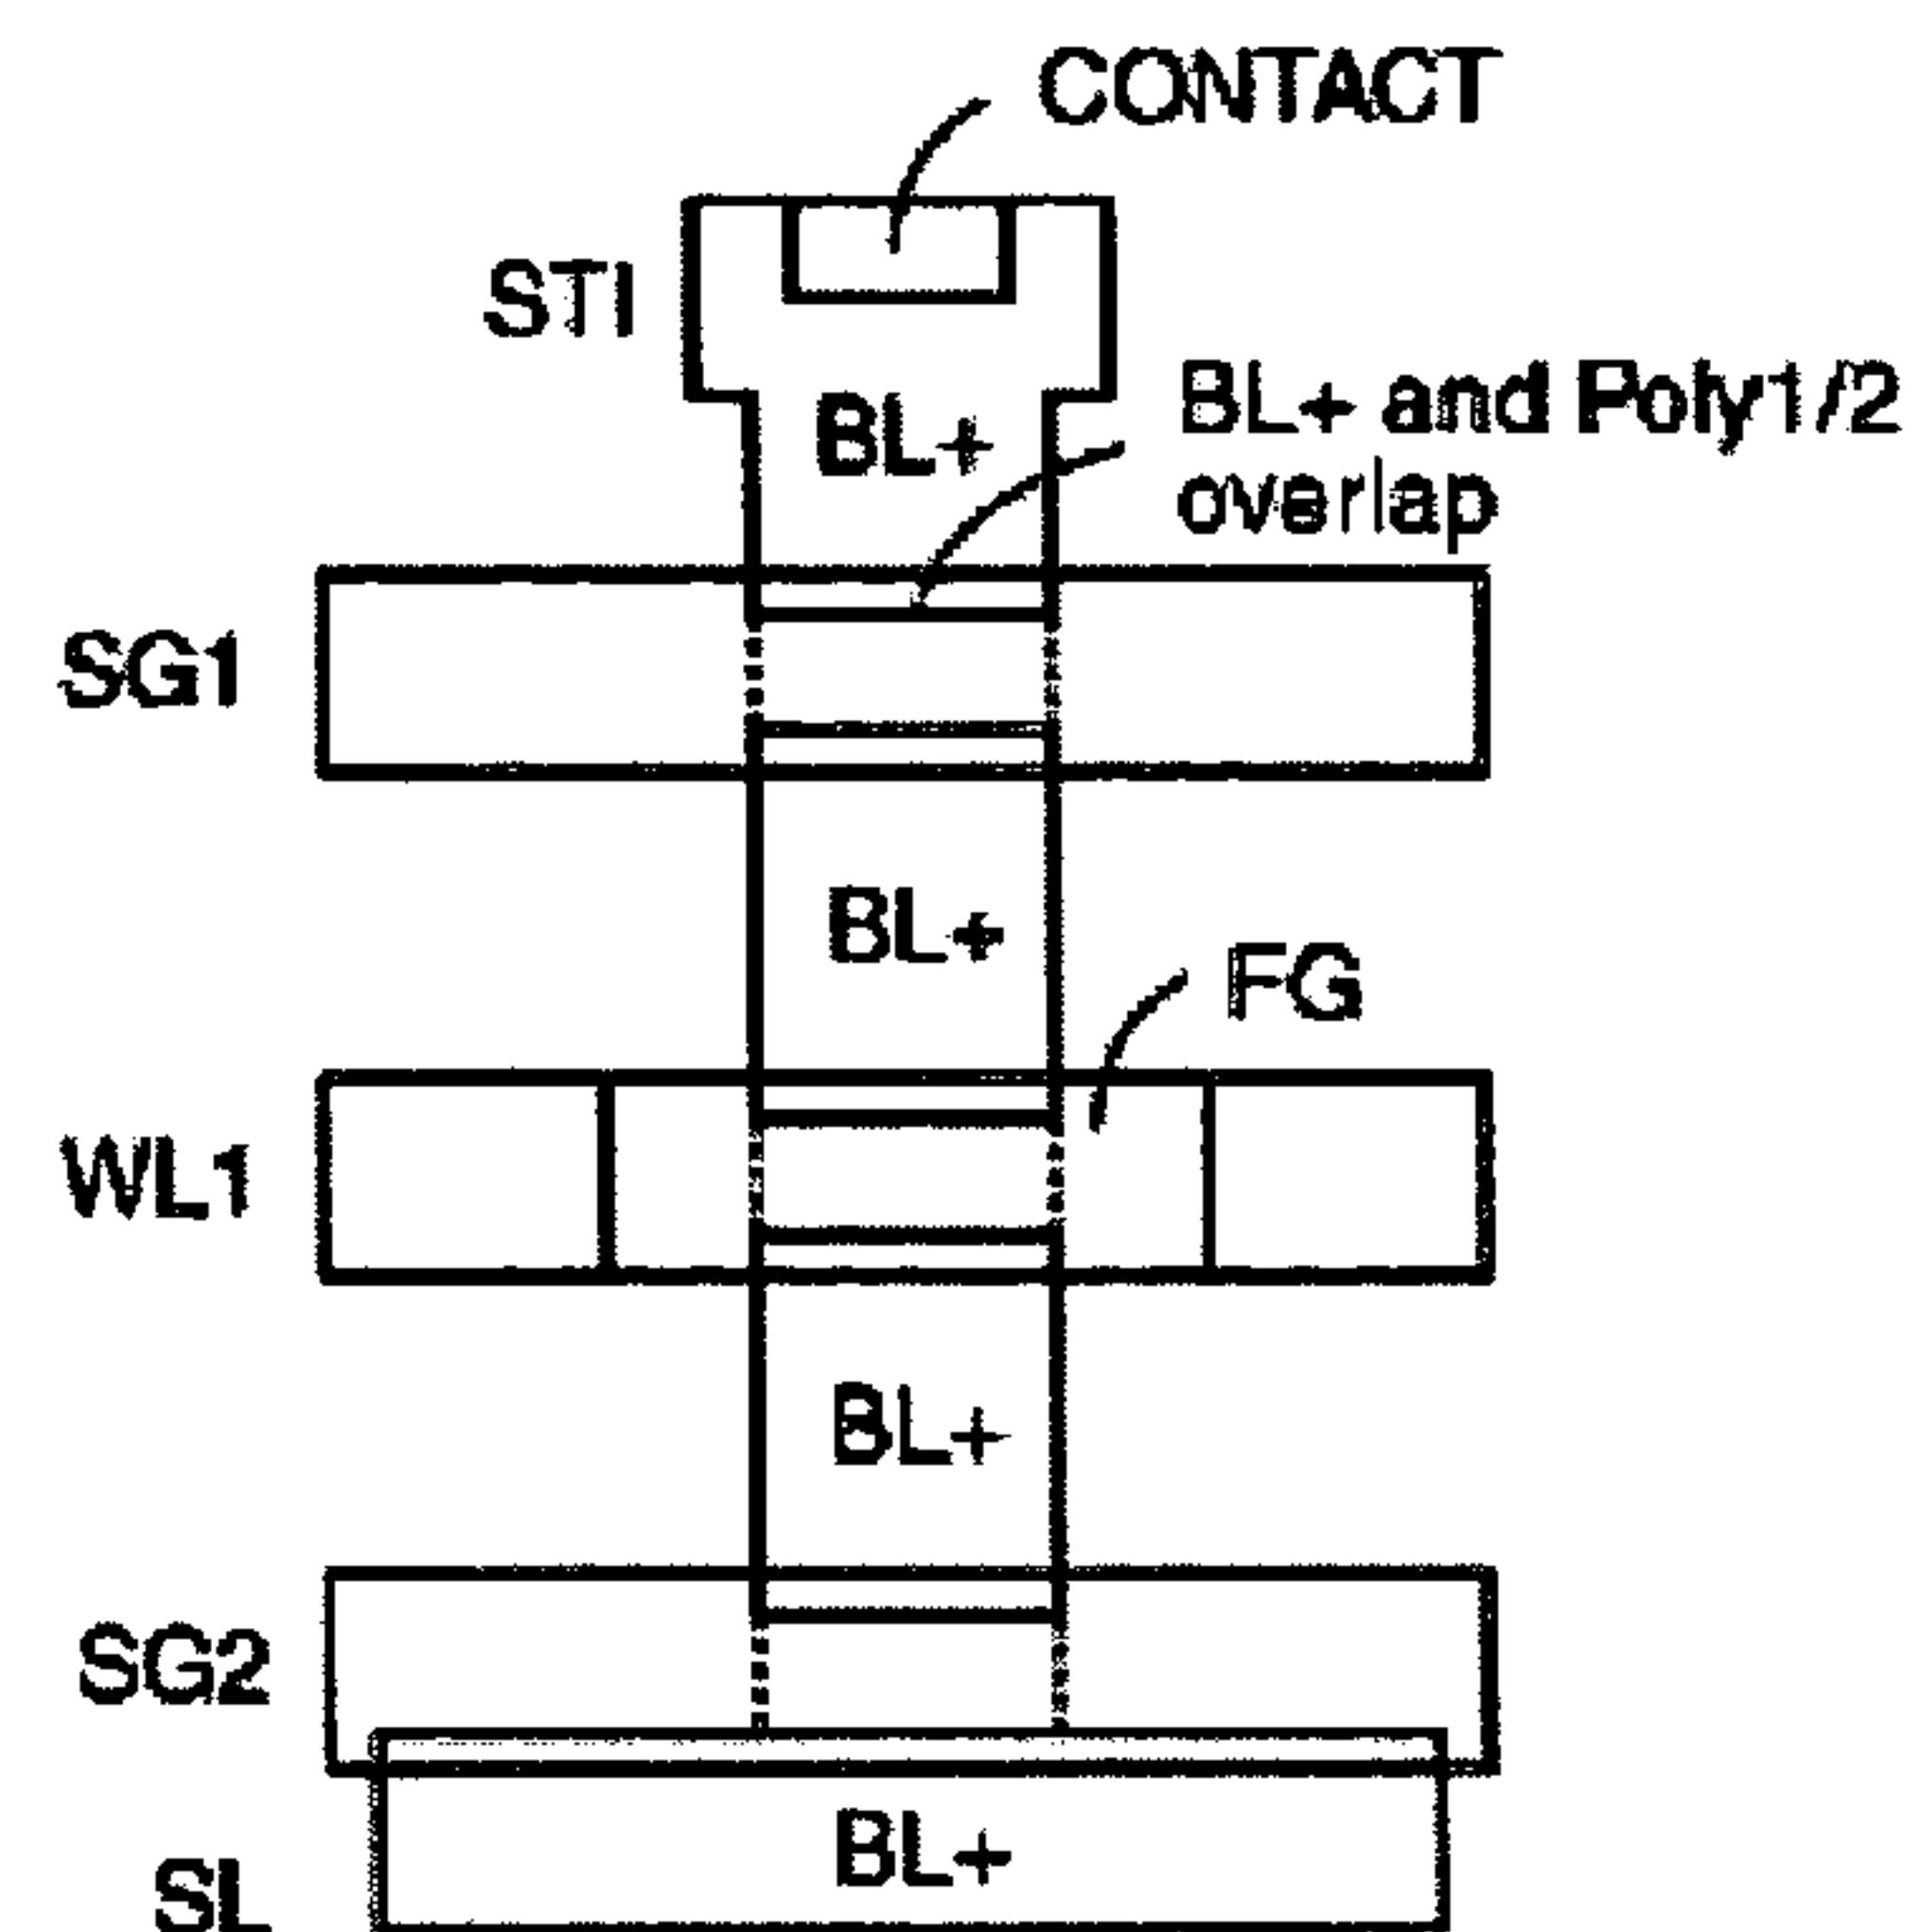 CONTACT
STI
BL+
BL+ and Poly1/2
overlap
SG1
BL+
FG
WL1
BL+
SG2
BL+
SL